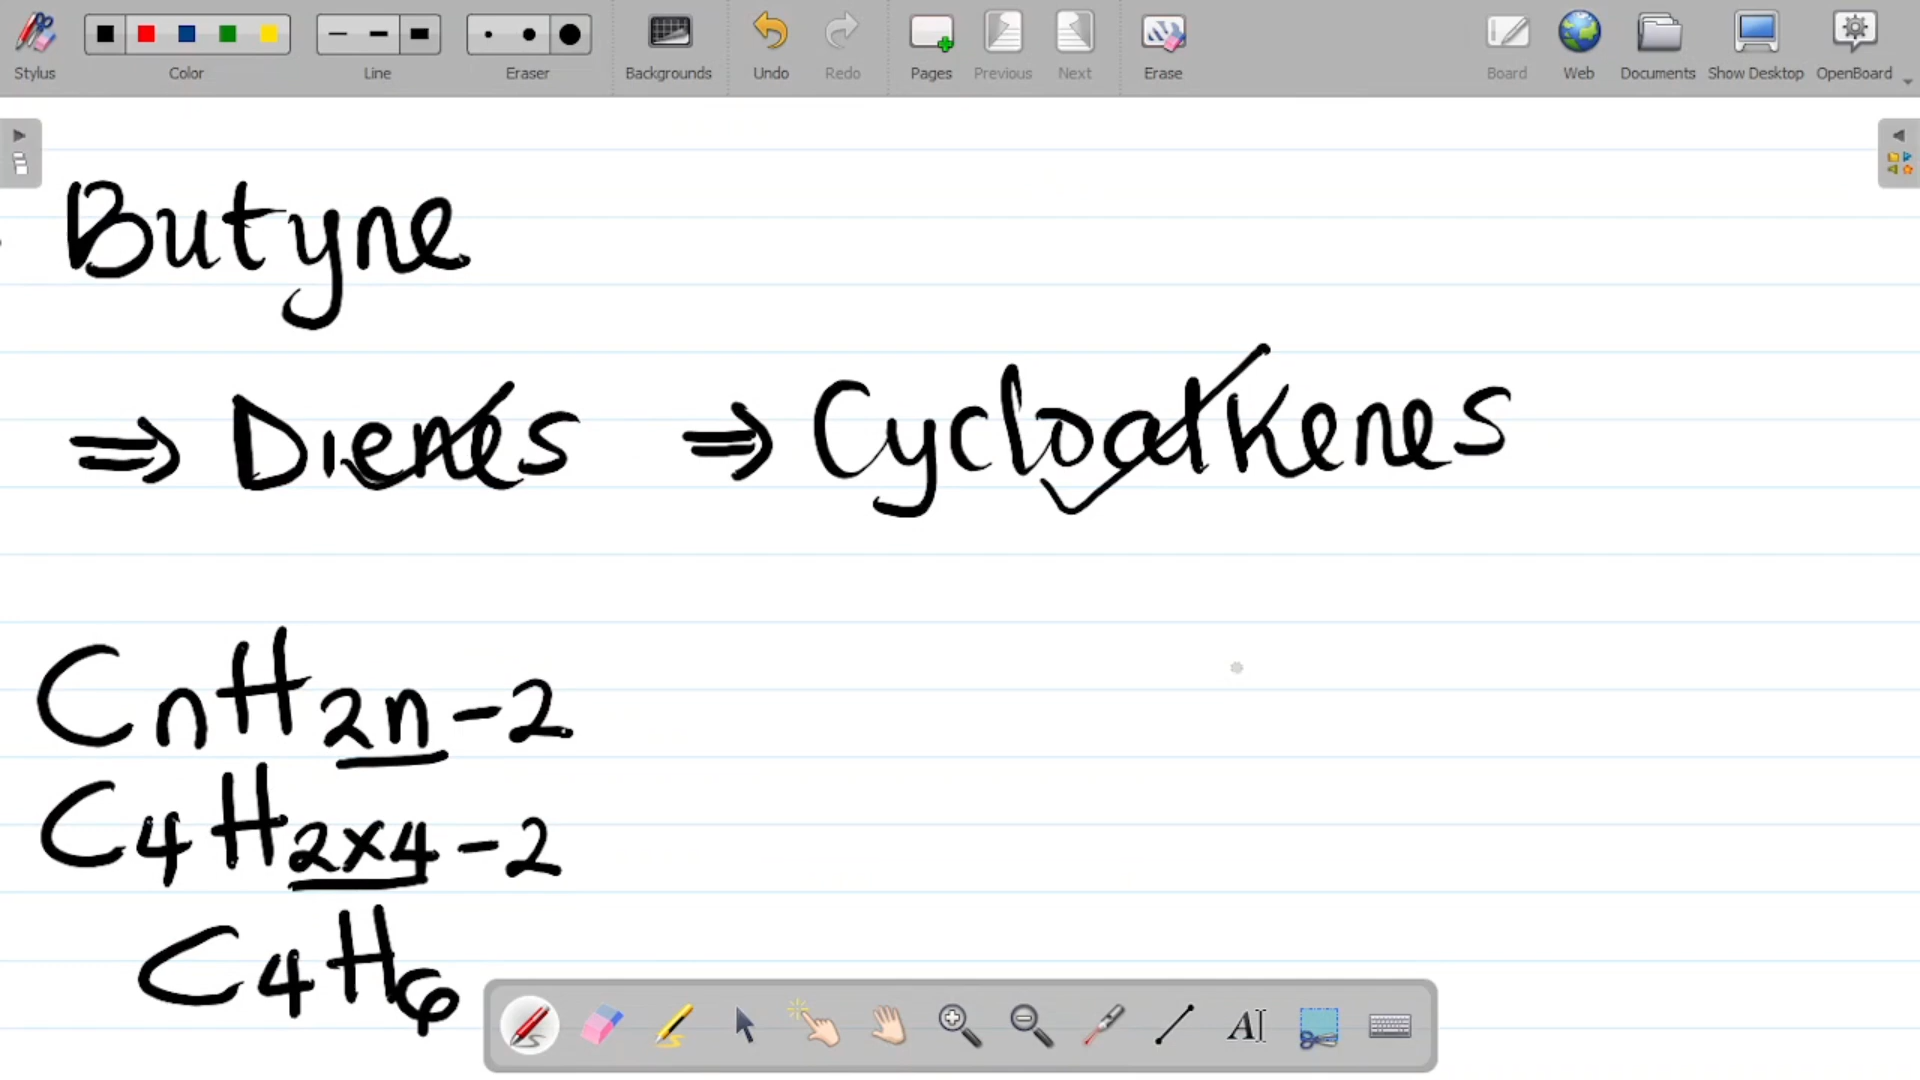 Stylus Color Line Eraser Backgrounds Undo Redo Pages Previous Next Erase Board Web Documents Show Desktop OpenBoard
Butyne
⇒ Dienes ⇒ Cycloalkenes
CnH2n-2
C4H2x4-2
C4H6